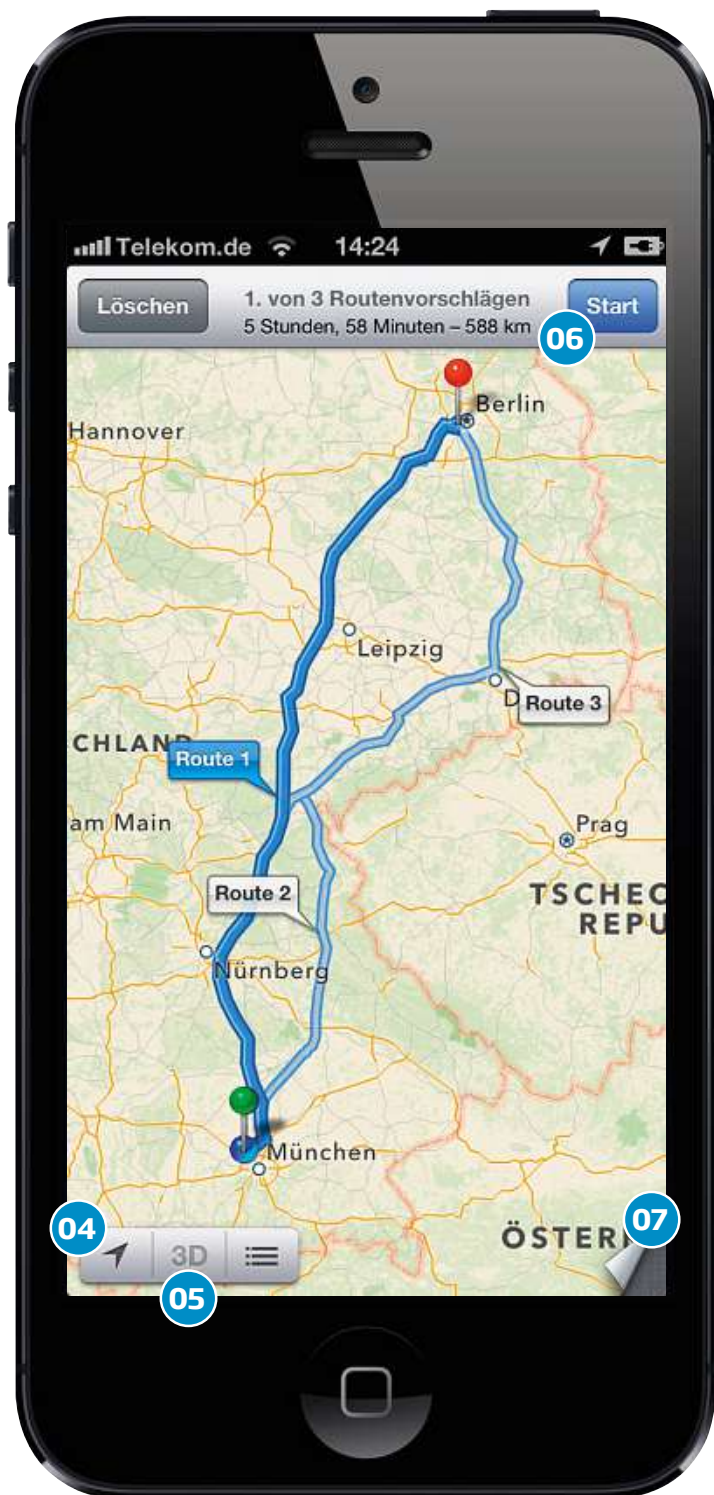 Telekom.de 14:24
Löschen
1. von 3 Routenvorschlägen
5 Stunden, 58 Minuten – 588 km
Start
06
Berlin
Hannover
Leipzig
D
Route 3
CHLAND
Route 1
am Main
Prag
Route 2
TSCHEC
REPU
Nürnberg
München
04
07
ÖSTER
3D
05